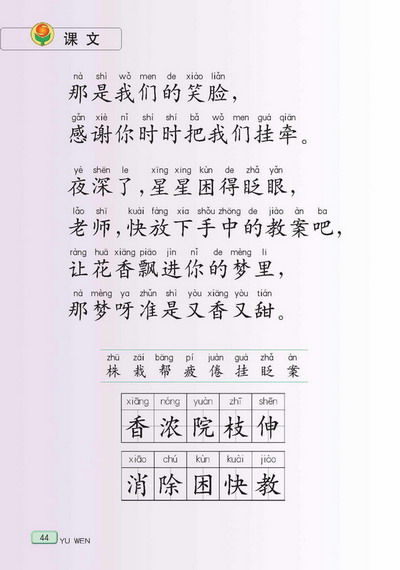 课文
nà shì wǒ men de xiào liǎn
那是我们的笑脸，
gǎn xiè nǐ shí shí bǎ wǒ men guà qiān
感谢你时时把我们挂牵。
yè shēn le xīng xing kùn de zhǎ yǎn
夜深了，星星困得眨眼，
lǎo shī kuài fàng xia shǒu zhōng de jiào àn ba
老师，快放下手中的教案吧，
ràng huā xiāng piāo jìn nǐ de mèng li
让花香飘进你的梦里，
nà mèng ya zhǔn shì yòu xiāng yòu tián
那梦呀准是又香又甜。
zhū zāi bāng pí juàn guà zhǎ àn
株栽帮疲倦挂眨案
xiāng nóng yuàn zhī shēn
香浓院枝伸
xiāo chú kùn kuài jiāo
消除困快教
44 YU WEN